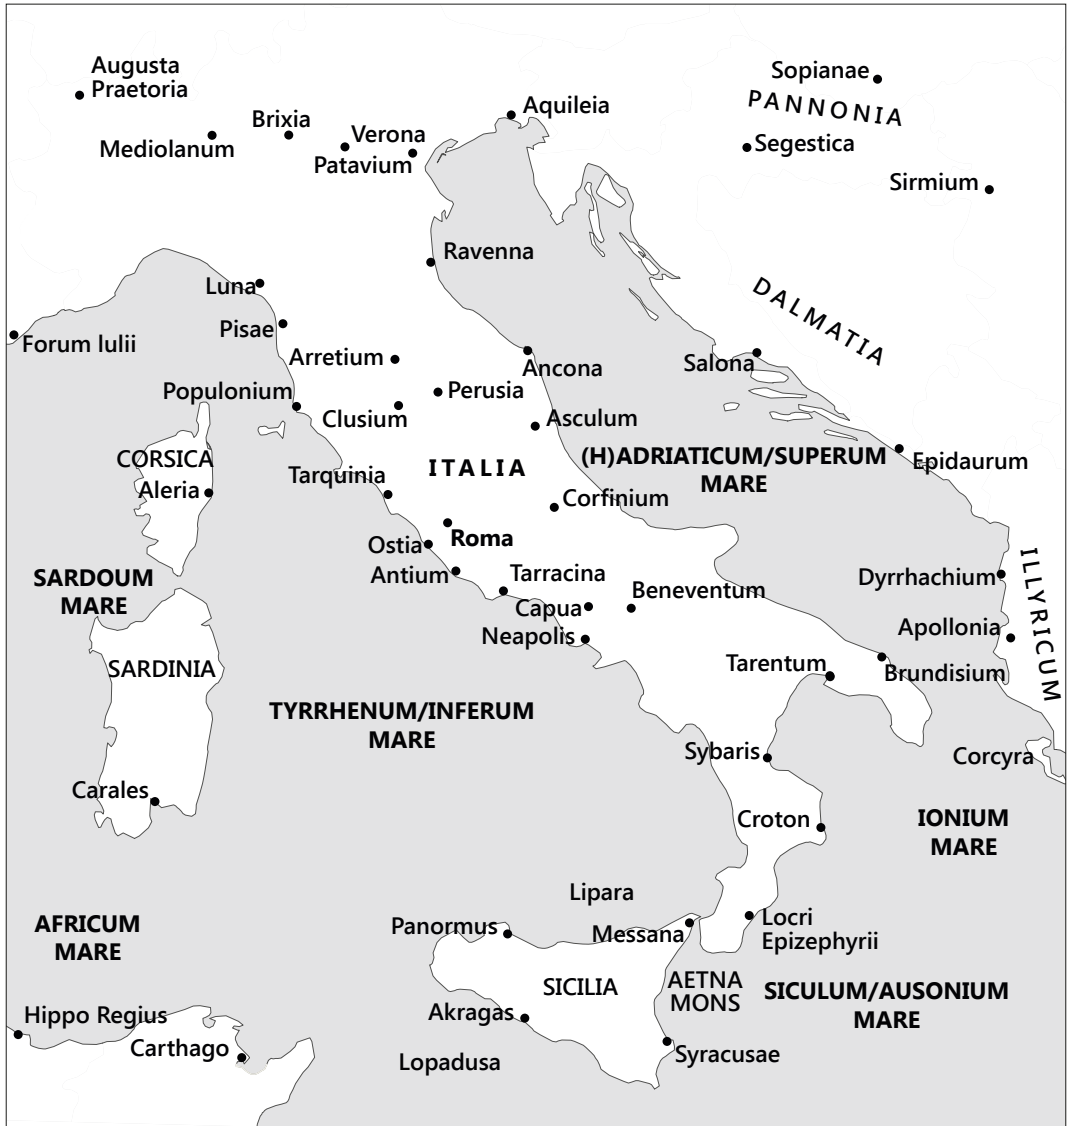 Augusta
Praetoria
Sopianae
PANNONIA
Aquileia
Brixia
Verona
Mediolanum
Patavium
Segestica
Sirmium
Ravenna
Luna
DALMATIA
Pisae
Forum Iulii
Arretium
Ancona
Salona
Populonium
Perusia
Clusium
Asculum
CORSICA
ITALIA
(H)ADRIATICUM/SUPERUM
MARE
Epidaurum
Tarquinia
Aleria
Corfinium
Roma
Ostia
Antium
Tarracina
SARDOUM
MARE
Dyrrhachium
ILLYRICUM
Beneventum
Capua
Neapolis
Apollonia
SARDINIA
Tarentum
Brundisium
TYRRHENUM/INFERUM
MARE
Sybaris
Corcyra
Carales
Croton
IONIUM
MARE
Lipara
AFRICUM
MARE
Panormus
Messana
Locri
Epizephyrii
SICILIA
AETNA
MONS
SICULUM/AUSONIUM
MARE
Hippo Regius
Akragas
Carthago
Lopadusa
Syracusae